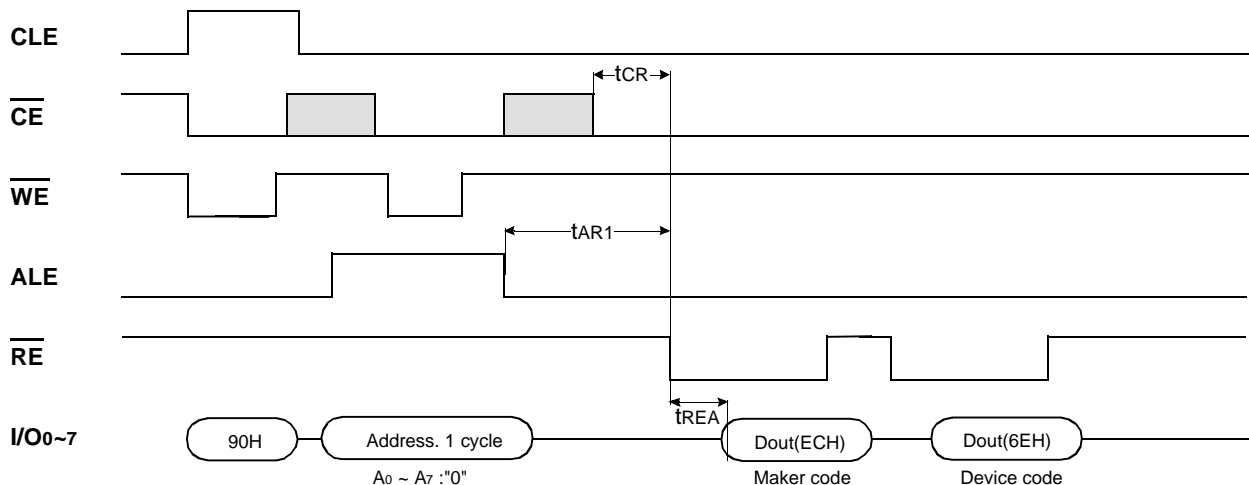 CLE
tCR
CE
WE
tAR1
ALE
RE
tREA
I/O0~7
90H
Address. 1 cycle
Dout(ECH)
Dout(6EH)
A0 ~ A7 :"0"
Maker code
Device code